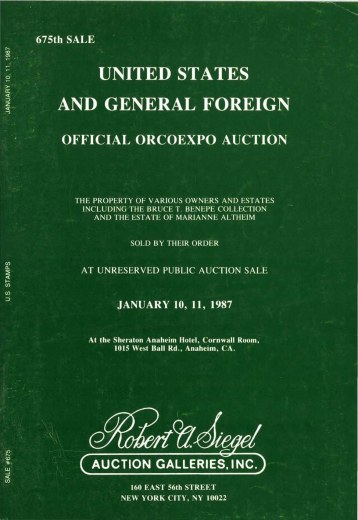 675th SALE
UNITED STATES
AND GENERAL FOREIGN
OFFICIAL ORCOEXPO AUCTION
THE PROPERTY OF VARIOUS OWNERS AND ESTATES
INCLUDING THE BRUCE T. BENEPE COLLECTION
AND THE ESTATE OF MARIANNE ALTHEIM
SOLD BY THEIR ORDER
AT UNRESERVED PUBLIC AUCTION SALE
JANUARY 10, 11, 1987
At the Sheraton Anaheim Hotel, Cornwall Room,
1015 West Ball Rd., Anaheim, CA.
Robert A. Siegel
AUCTION GALLERIES, INC.
160 EAST 56th STREET
NEW YORK CITY, NY 10022
JANUARY 10, 11, 1987
U.S. STAMPS
SALE #675